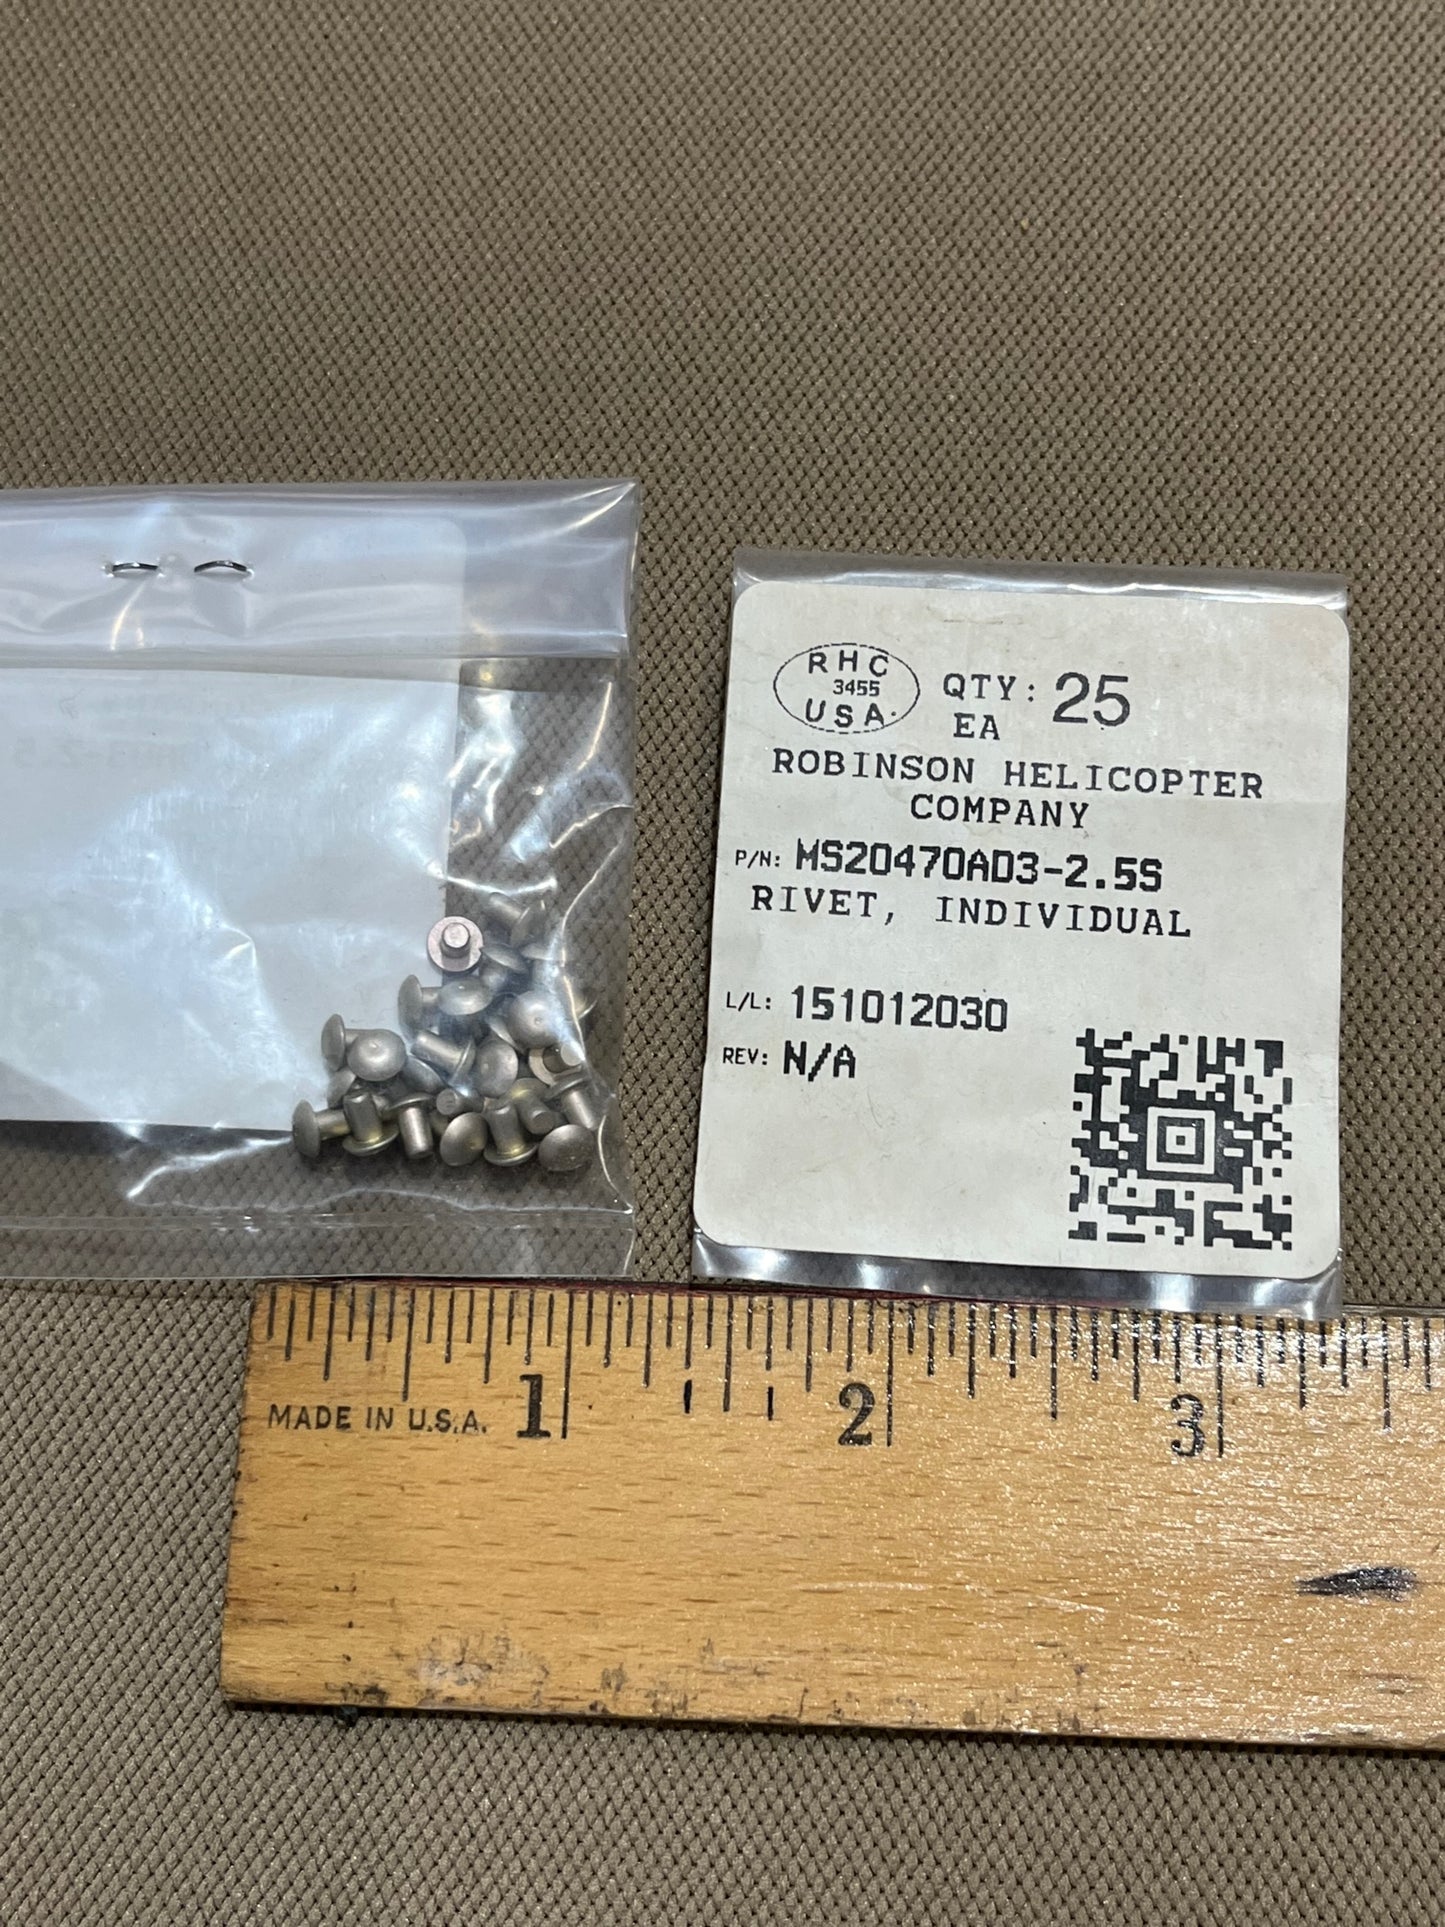 RHC
3455
USA
QTY: 25
EA
ROBINSON HELICOPTER
COMPANY
P/N: MS20470AD3-2.5S
RIVET, INDIVIDUAL
L/L: 151012030
REV: N/A
MADE IN U.S.A. 1 2 3